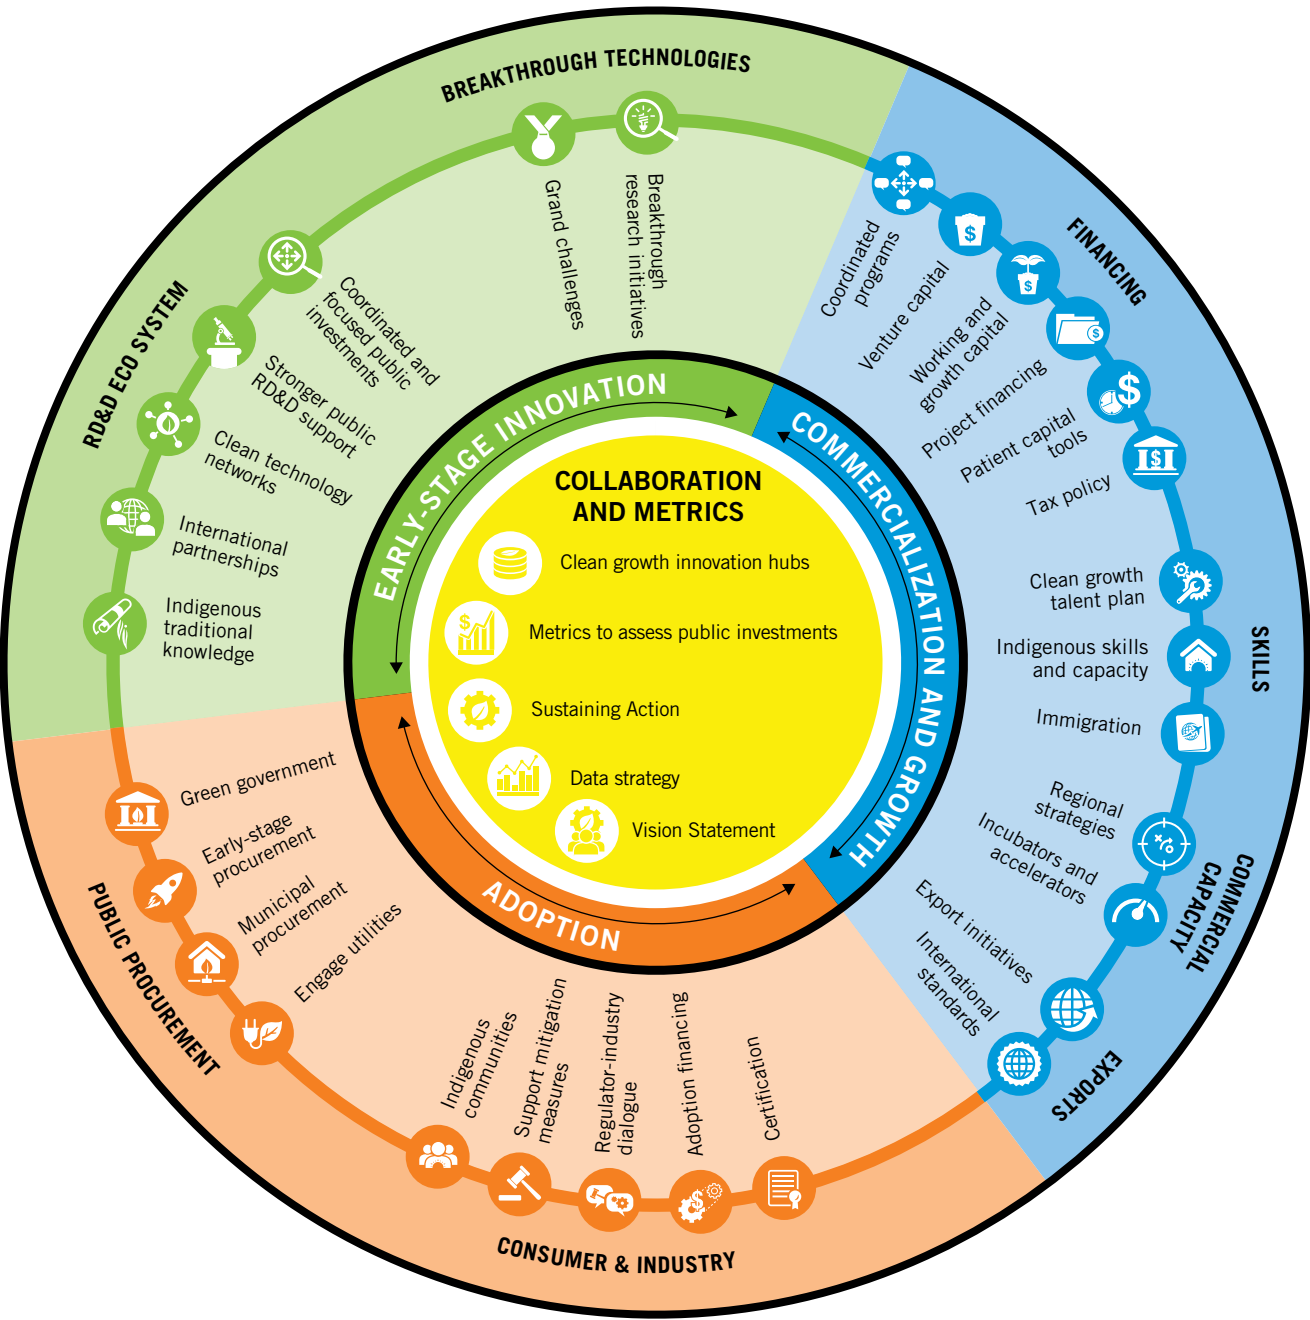 BREAKTHROUGH TECHNOLOGIES
Grand challenges
Breakthrough
research initiatives
RD&D ECO SYSTEM
Coordinated and
focused public
investments
Stronger public
RD&D support
Clean technology
networks
International
partnerships
Indigenous
traditional
knowledge
FINANCING
Coordinated
programs
Venture capital
Working and
growth capital
Project financing
Patient capital
tools
Tax policy
SKILLS
Clean growth
talent plan
Indigenous skills
and capacity
Immigration
COMMERCIAL
CAPACITY
Regional
strategies
Incubators and
accelerators
EXPORTS
Export initiatives
International
standards
PUBLIC PROCUREMENT
Green government
Early-stage
procurement
Municipal
procurement
Engage utilities
CONSUMER & INDUSTRY
Indigenous
communities
Support mitigation
measures
Regulator-industry
dialogue
Adoption financing
Certification
EARLY-STAGE INNOVATION
COMMERCIALIZATION AND GROWTH
ADOPTION
COLLABORATION
AND METRICS
Clean growth innovation hubs
Metrics to assess public investments
Sustaining Action
Data strategy
Vision Statement